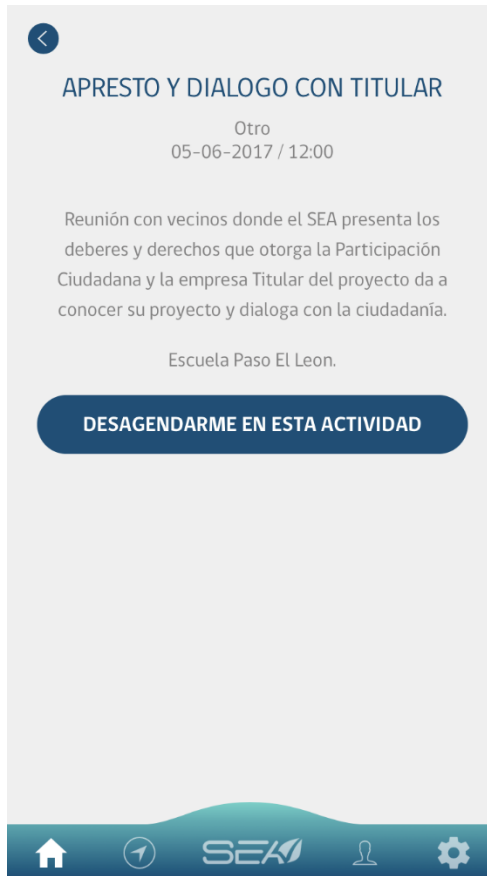 APRESTO Y DIALOGO CON TITULAR
Otro
05-06-2017 / 12:00
Reunión con vecinos donde el SEA presenta los
deberes y derechos que otorga la Participación
Ciudadana y la empresa Titular del proyecto da a
conocer su proyecto y dialoga con la ciudadanía.
Escuela Paso El Leon.
DESAGENDARME EN ESTA ACTIVIDAD
SEA